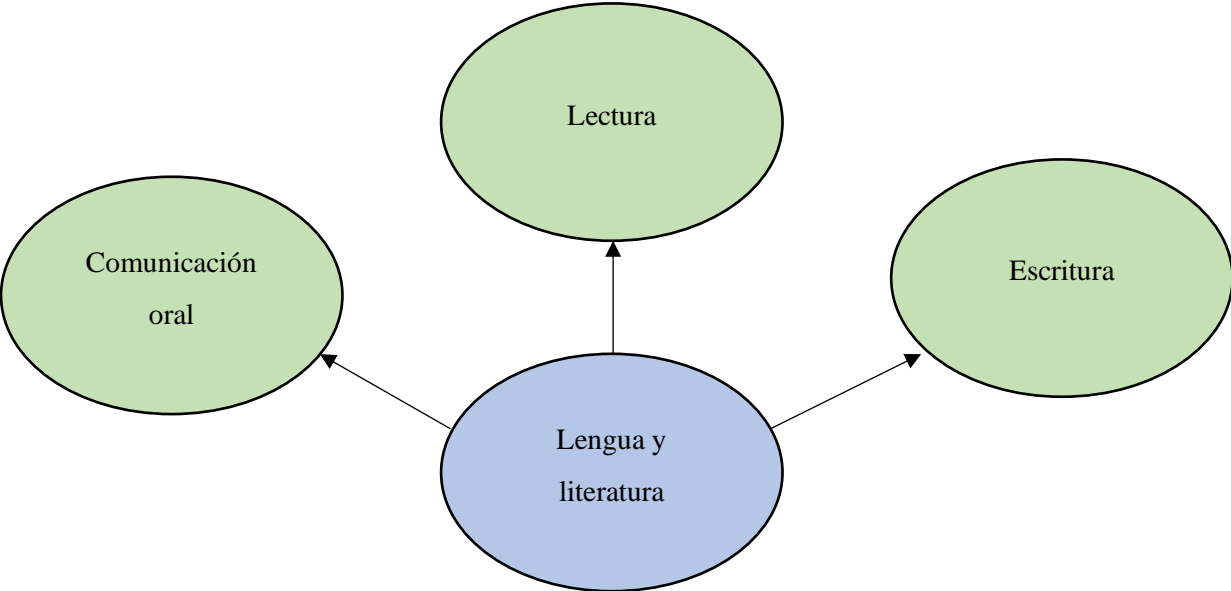 Lectura
Comunicación
oral
Escritura
Lengua y
literatura